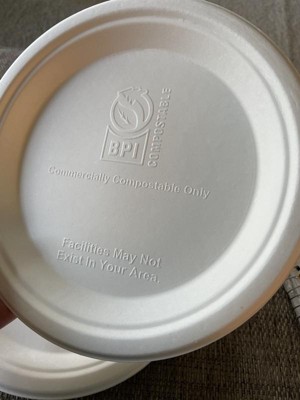 BPI
COMPOSTABLE
Commercially Compostable Only
Facilities May Not
Exist In Your Area.